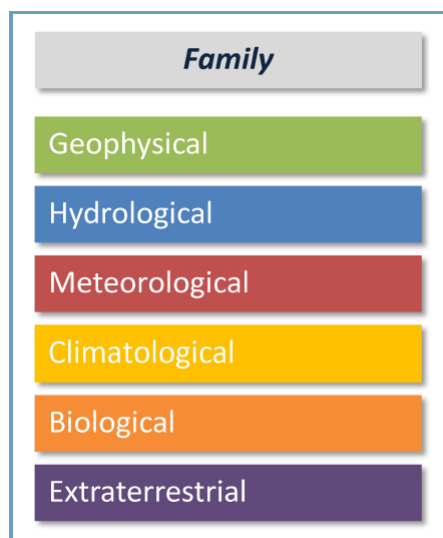 Family
Geophysical
Hydrological
Meteorological
Climatological
Biological
Extraterrestrial